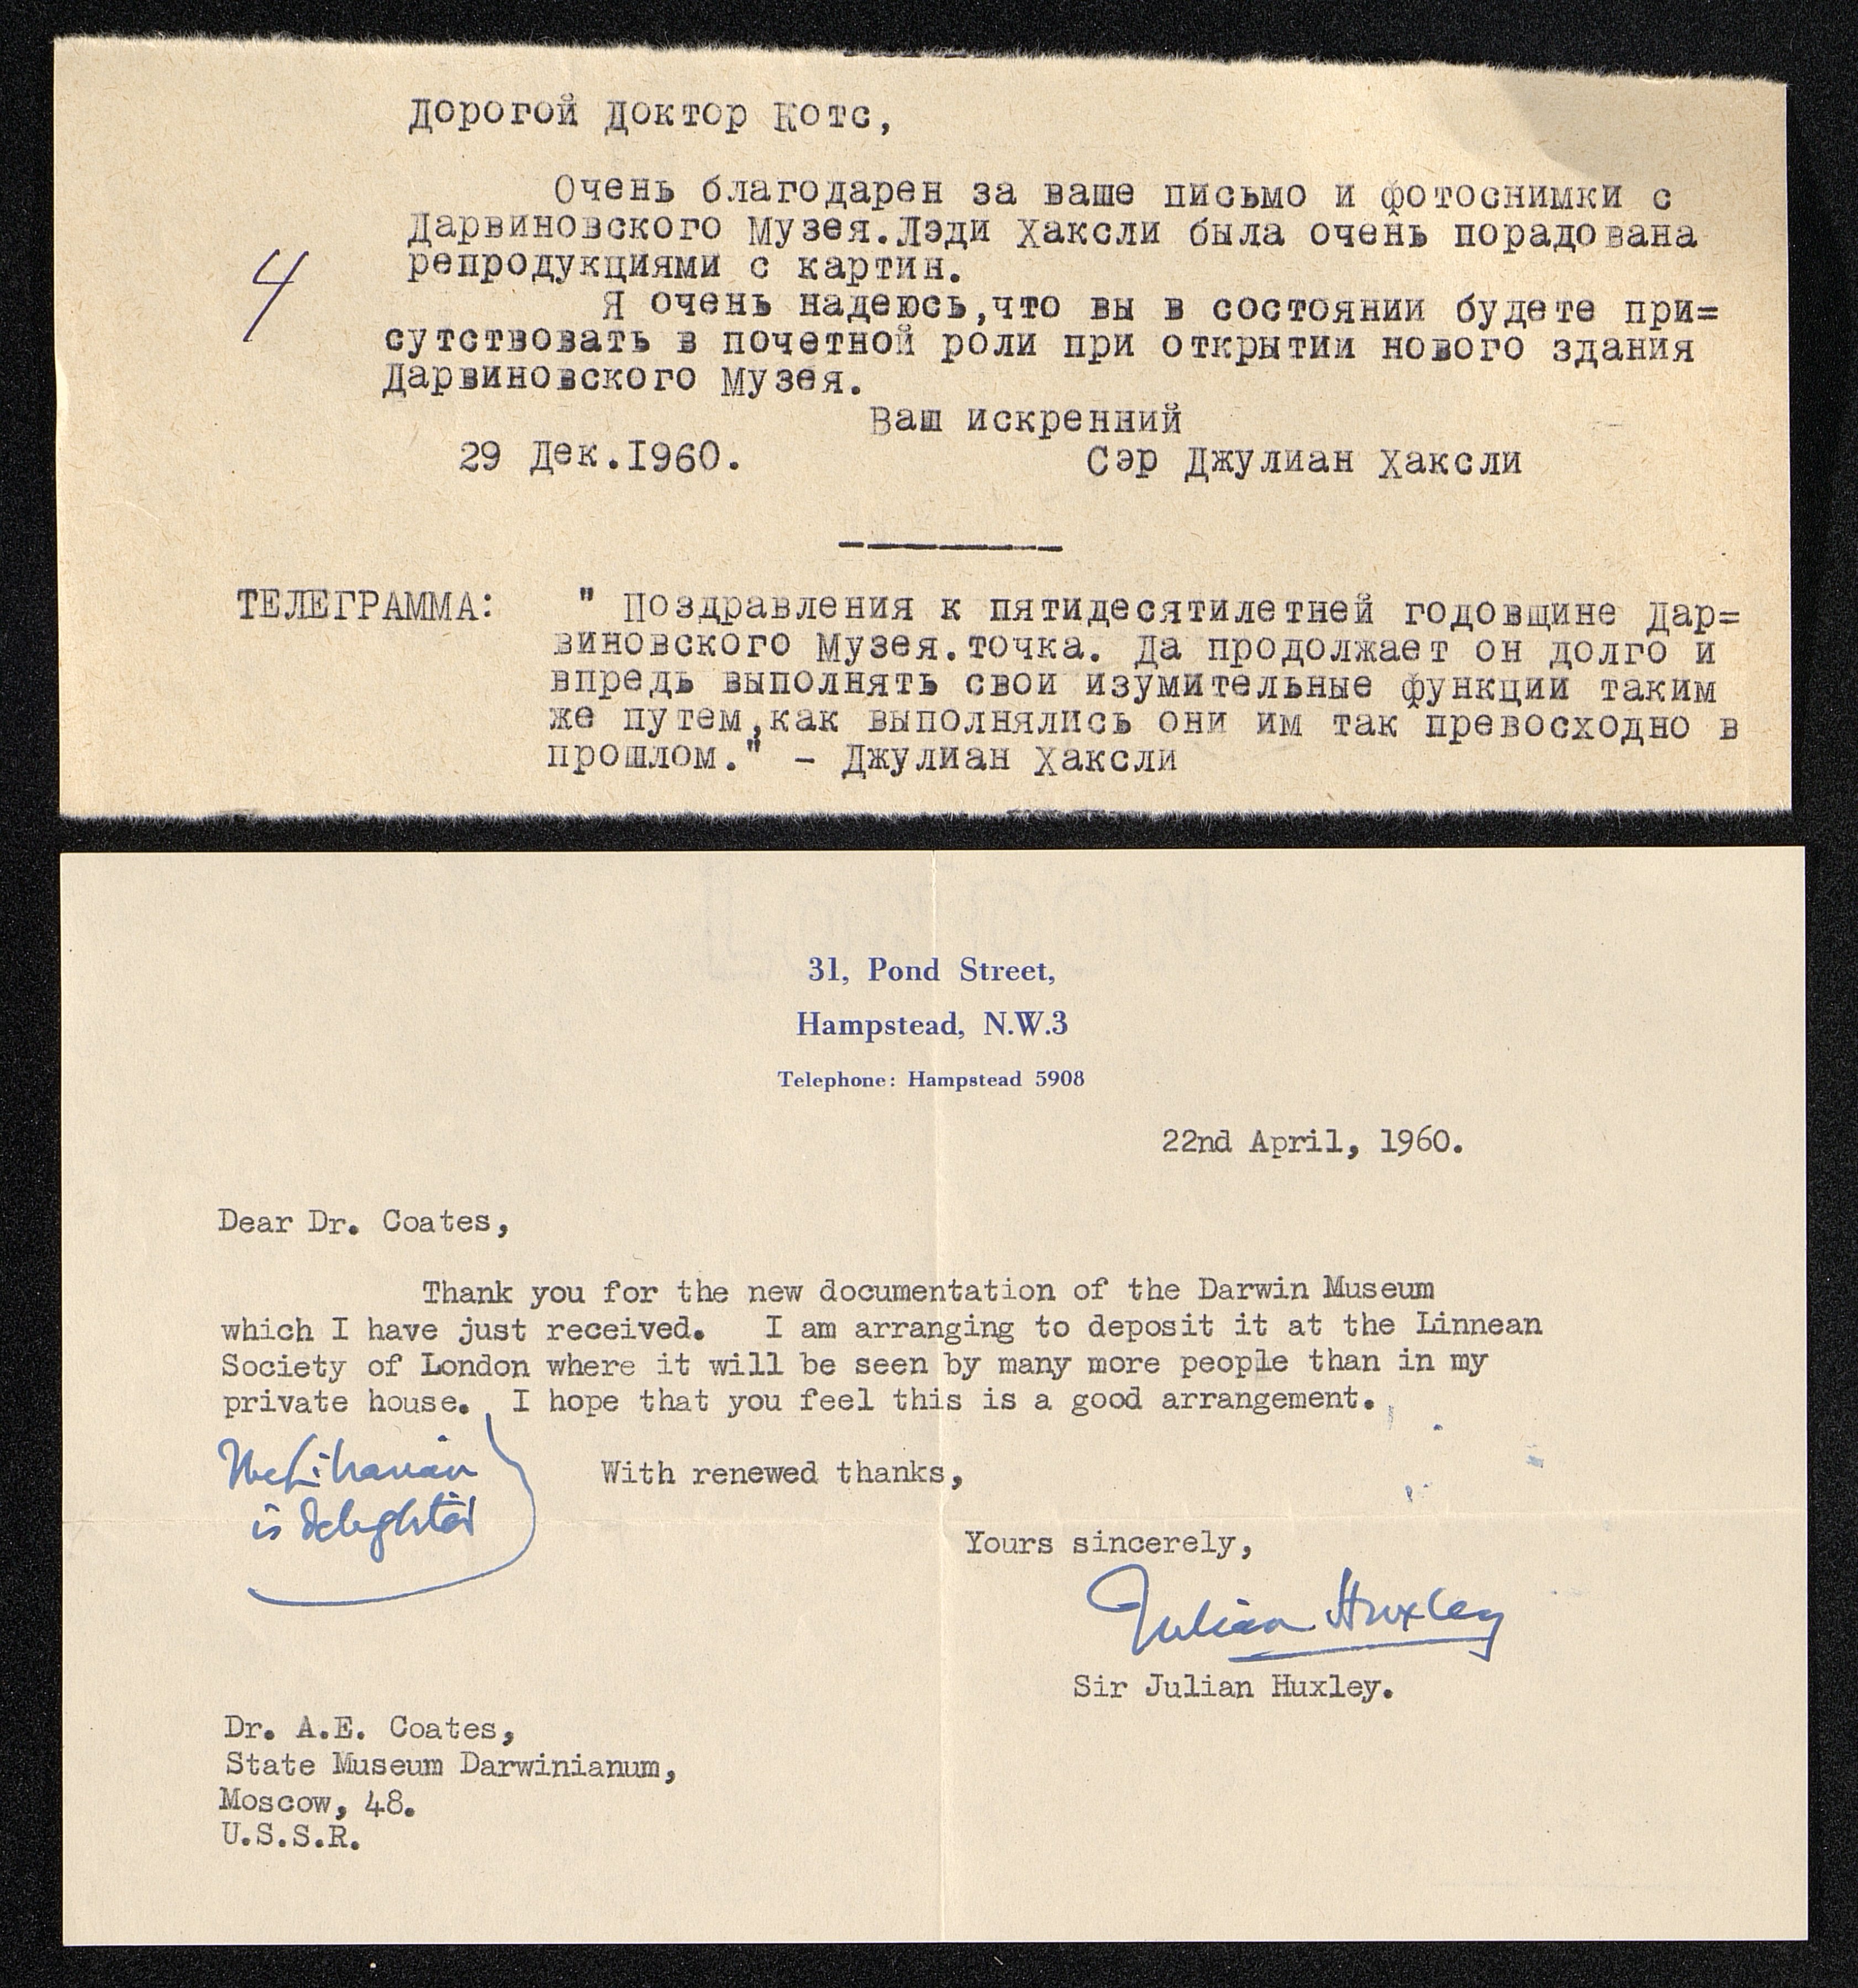 Дорогой Доктор Котс,
Очень благодарен за ваше письмо и фотоснимки с
Дарвиновского Музея.Лэди Хаксли была очень порадована
репродукциями с картин.
4
Я очень надеюсь,что вы в состоянии будете при=
сутствовать в почетной роли при открытии нового здания
Дарвиновского Музея.
Ваш искренний
29 Дек.I960.
Сэр Джулиан Хаксли
ТЕЛЕГРАММА: " Поздравления к пятидесятилетней годовщине Дар=
виновского Музея.точка. Да продолжает он долго и
впредь выполнять свои изумительные функции таким
же путем,как выполнялись они им так превосходно в
прошлом." - Джулиан Хаксли
31, Pond Street,
Hampstead, N.W.3
Telephone: Hampstead 5908
22nd April, 1960.
Dear Dr. Coates,
Thank you for the new documentation of the Darwin Museum
which I have just received. I am arranging to deposit it at the Linnean
Society of London where it will be seen by many more people than in my
private house. I hope that you feel this is a good arrangement.
The Librarian
is delighted
With renewed thanks,
Yours sincerely,
Julian Huxley
Sir Julian Huxley.
Dr. A.E. Coates,
State Museum Darwinianum,
Moscow, 48.
U.S.S.R.